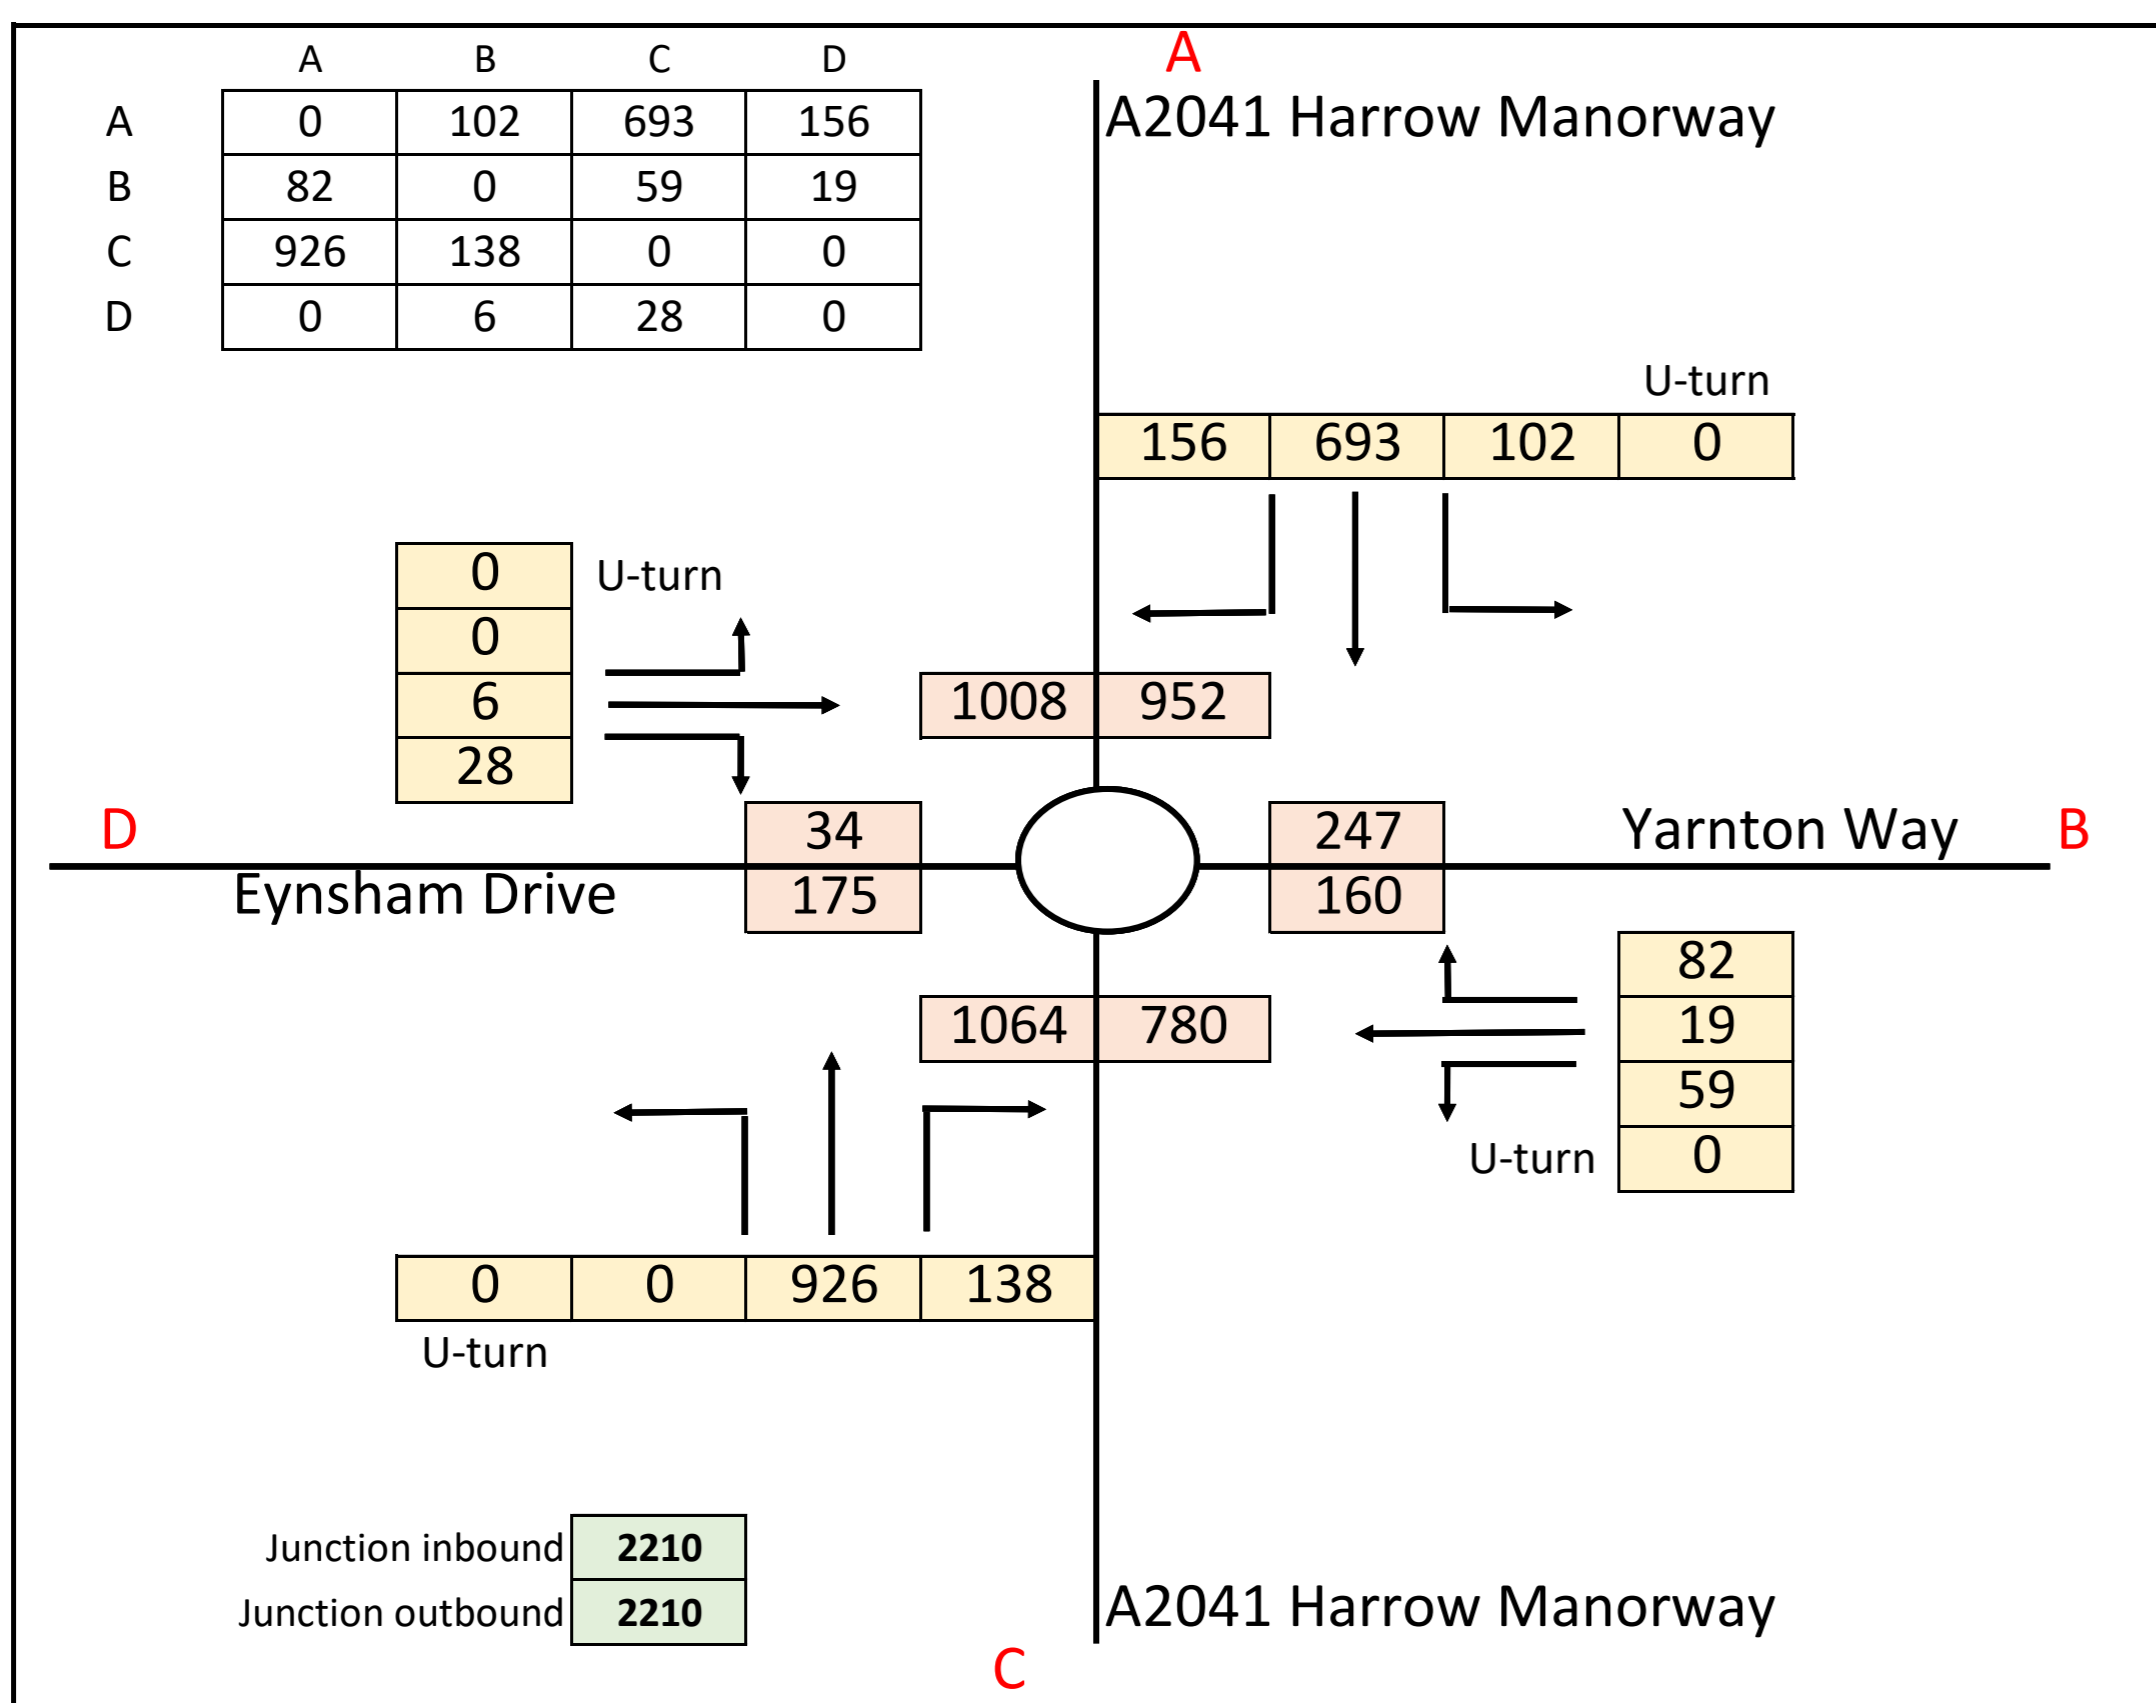 A B C D
A 0 102 693 156
B 82 0 59 19
C 926 138 0 0
D 0 6 28 0
A
A2041 Harrow Manorway
U-turn
156 693 102 0
0 U-turn
0
6
28
1008 952
D
34
175
Eynsham Drive
247
160
Yarnton Way B
1064 780
82
19
59
U-turn 0
0 0 926 138
U-turn
Junction inbound 2210
Junction outbound 2210
A2041 Harrow Manorway
C